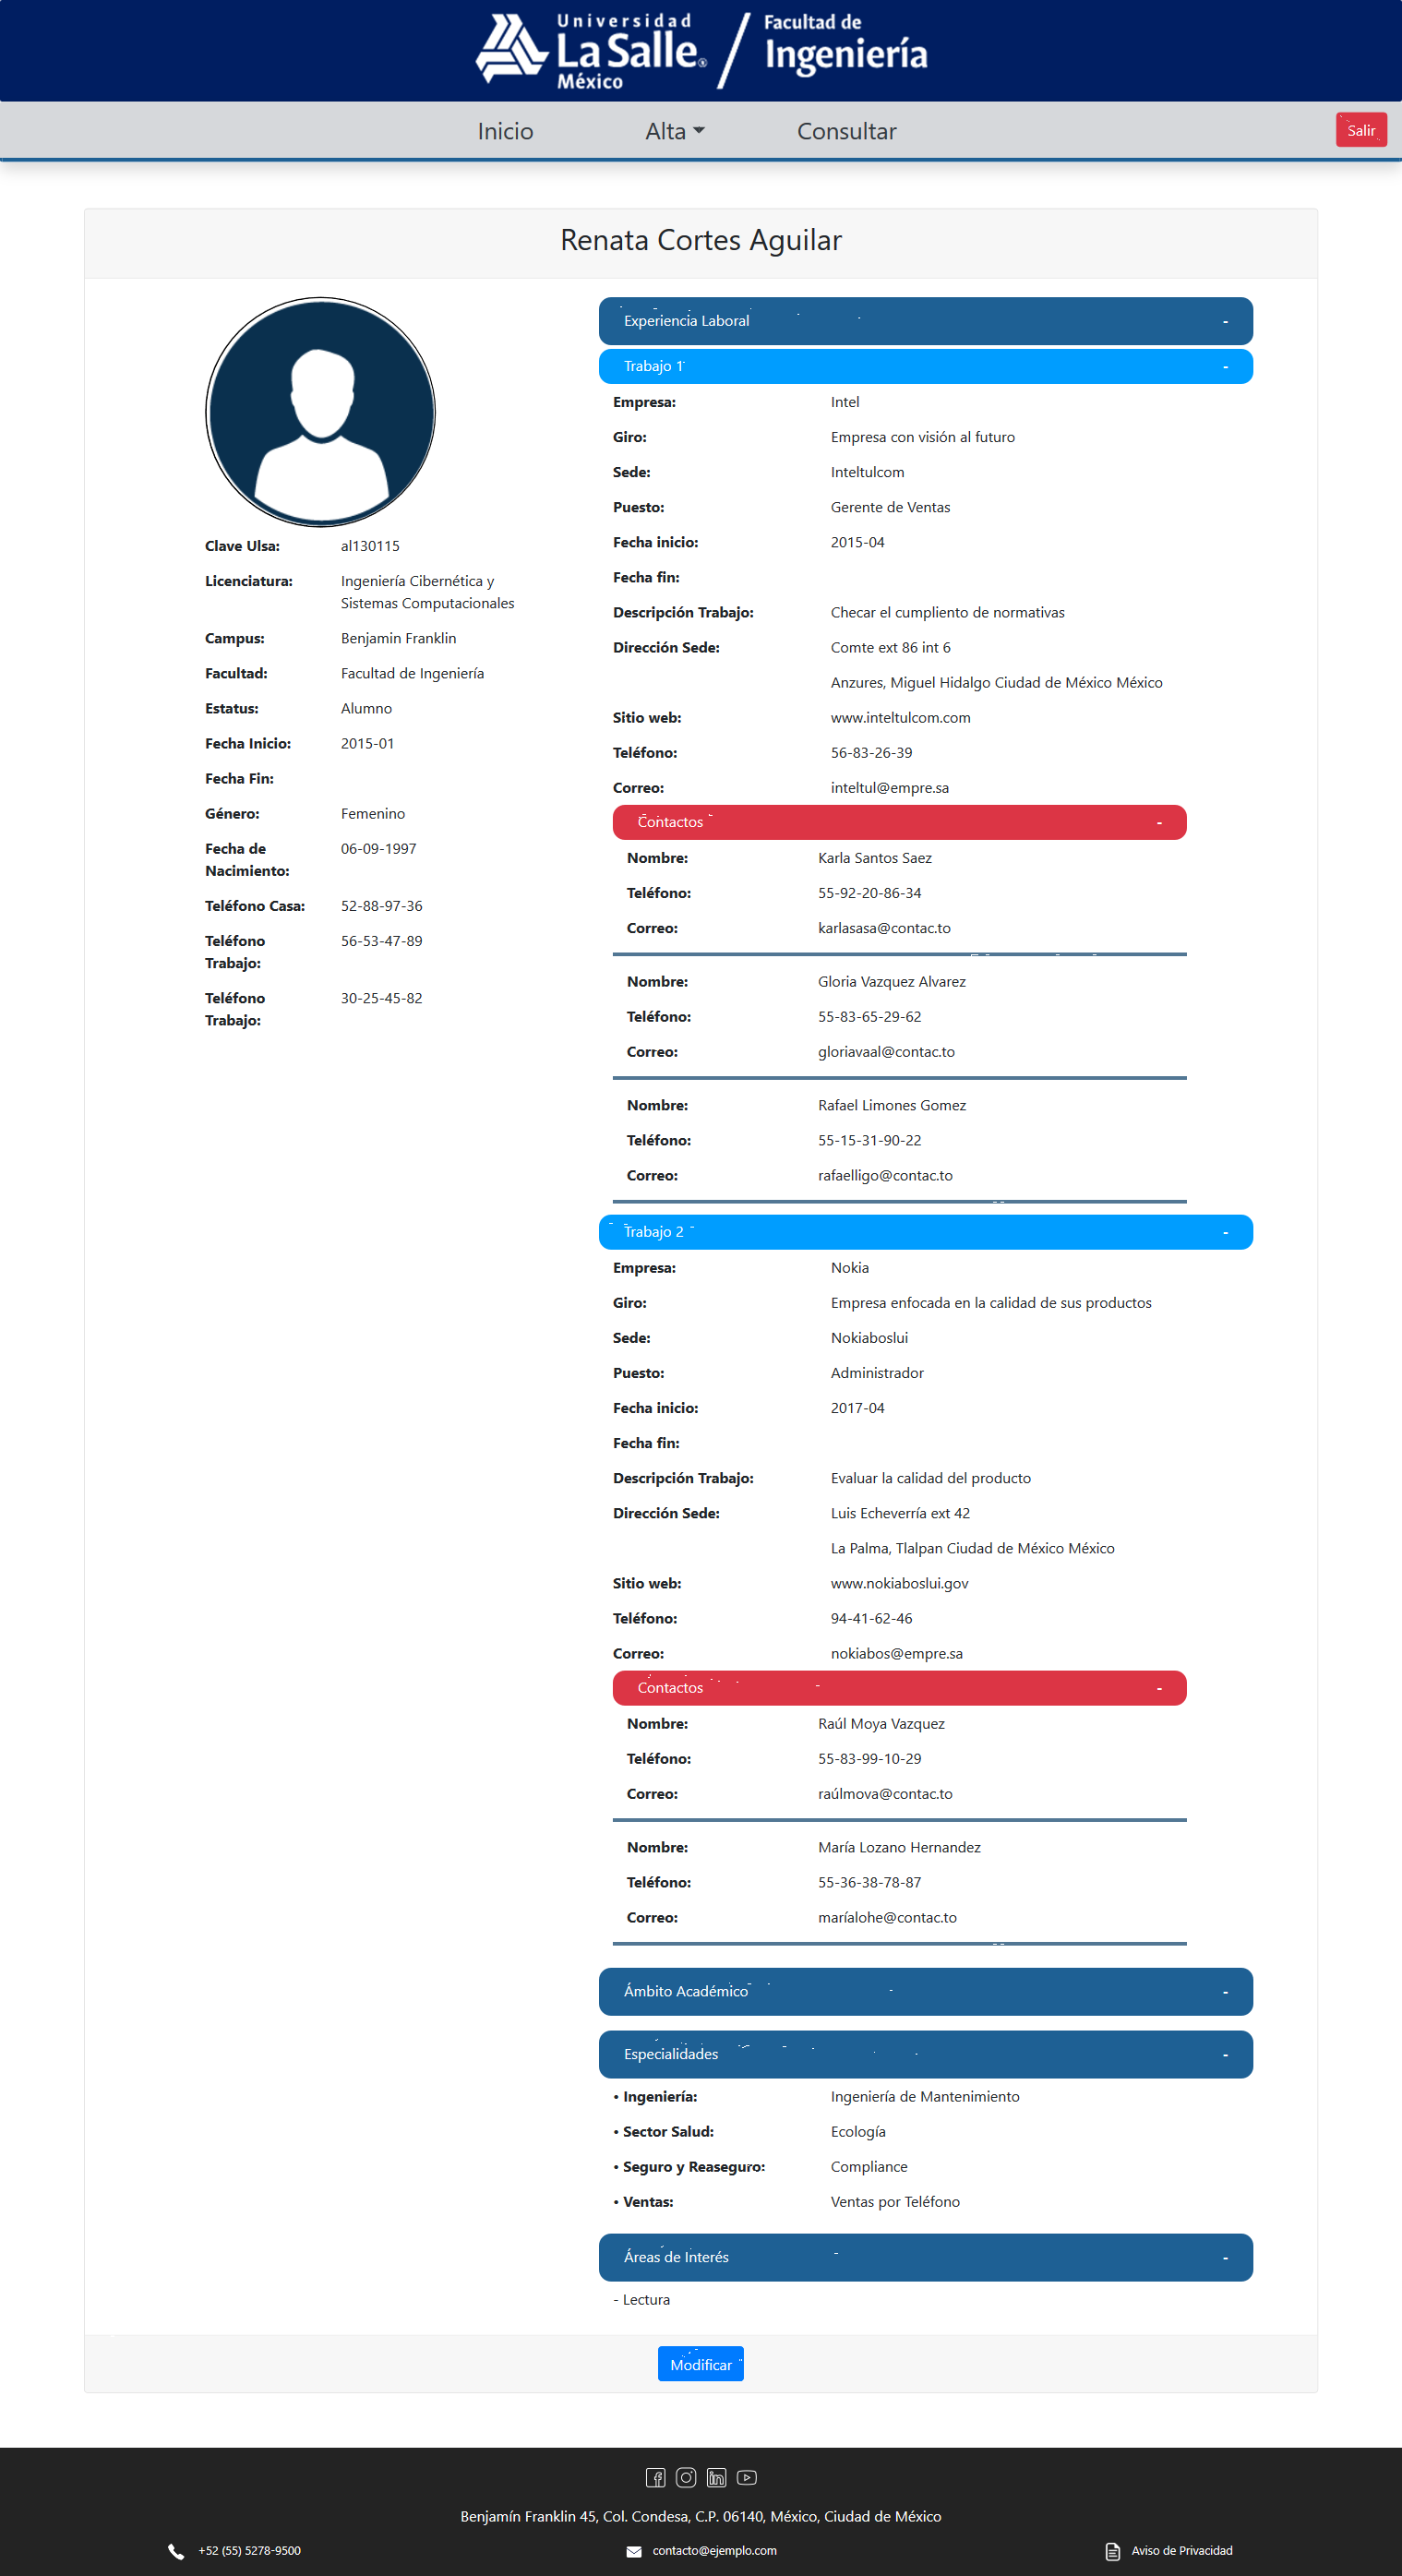 Universidad
La Salle®
México
Facultad de
Ingeniería
Inicio Alta Consultar Salir
Renata Cortes Aguilar
Clave Ulsa: al130115
Licenciatura: Ingeniería Cibernética y
Sistemas Computacionales
Campus: Benjamin Franklin
Facultad: Facultad de Ingeniería
Estatus: Alumno
Fecha Inicio: 2015-01
Fecha Fin:
Género: Femenino
Fecha de 06-09-1997
Nacimiento:
Teléfono Casa: 52-88-97-36
Teléfono 56-53-47-89
Trabajo:
Teléfono 30-25-45-82
Trabajo:
Experiencia Laboral -
Trabajo 1 -
Empresa: Intel
Giro: Empresa con visión al futuro
Sede: Inteltulcom
Puesto: Gerente de Ventas
Fecha inicio: 2015-04
Fecha fin:
Descripción Trabajo: Checar el cumpliento de normativas
Dirección Sede: Comte ext 86 int 6
Anzures, Miguel Hidalgo Ciudad de México México
Sitio web: www.inteltulcom.com
Teléfono: 56-83-26-39
Correo: inteltul@empre.sa
Contactos -
Nombre: Karla Santos Saez
Teléfono: 55-92-20-86-34
Correo: karlasasa@contac.to
Nombre: Gloria Vazquez Alvarez
Teléfono: 55-83-65-29-62
Correo: gloriavaal@contac.to
Nombre: Rafael Limones Gomez
Teléfono: 55-15-31-90-22
Correo: rafaelligo@contac.to
Trabajo 2 -
Empresa: Nokia
Giro: Empresa enfocada en la calidad de sus productos
Sede: Nokiaboslui
Puesto: Administrador
Fecha inicio: 2017-04
Fecha fin:
Descripción Trabajo: Evaluar la calidad del producto
Dirección Sede: Luis Echeverría ext 42
La Palma, Tlalpan Ciudad de México México
Sitio web: www.nokiaboslui.gov
Teléfono: 94-41-62-46
Correo: nokiabos@empre.sa
Contactos -
Nombre: Raúl Moya Vazquez
Teléfono: 55-83-99-10-29
Correo: raúlmova@contac.to
Nombre: María Lozano Hernandez
Teléfono: 55-36-38-78-87
Correo: maríalohe@contac.to
Ámbito Académico -
Especialidades -
• Ingeniería: Ingeniería de Mantenimiento
• Sector Salud: Ecología
• Seguro y Reaseguro: Compliance
• Ventas: Ventas por Teléfono
Áreas de Interés -
- Lectura
Modificar
Benjamín Franklin 45, Col. Condesa, C.P. 06140, México, Ciudad de México
+52 (55) 5278-9500 contacto@ejemplo.com Aviso de Privacidad